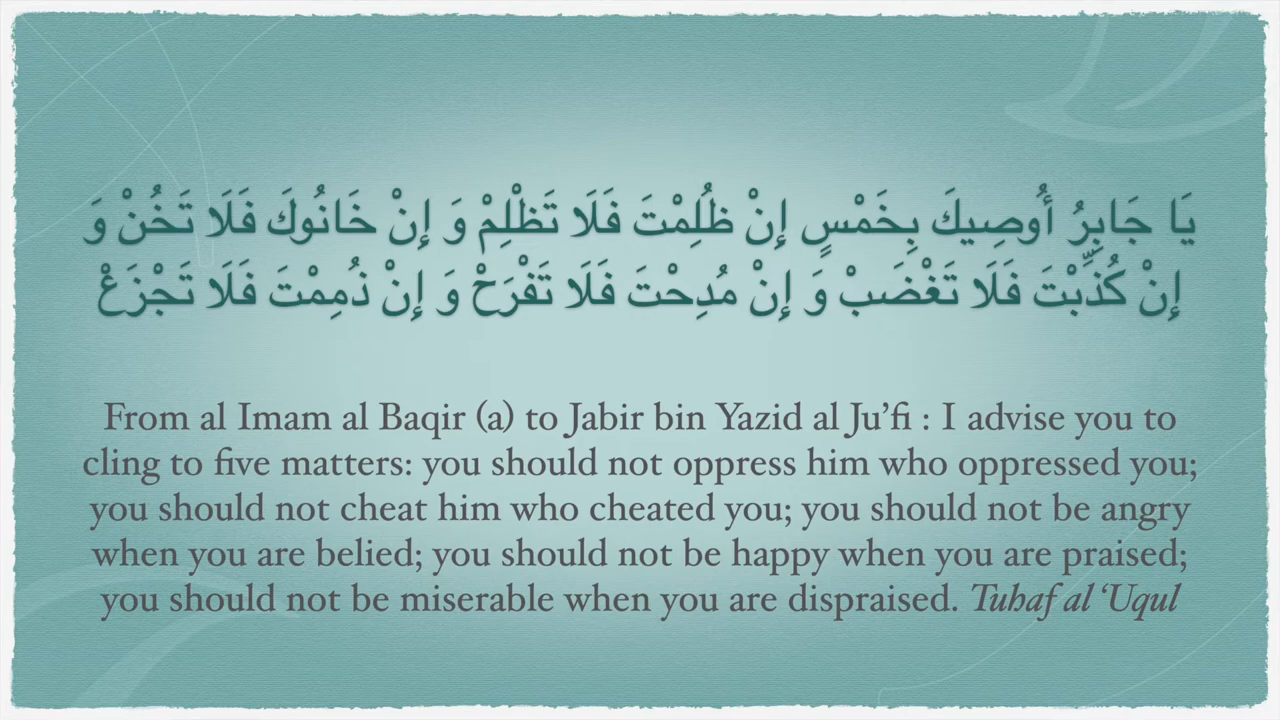 يَا جَابِرُ أُوصِيكَ بِخَمْسٍ إِنْ ظُلِمْتَ فَلَا تَظْلِمْ وَ إِنْ خَانُوكَ فَلَا تَخُنْ وَ
إِنْ كُذِّبْتَ فَلَا تَغْضَبْ وَ إِنْ مُدِحْتَ فَلَا تَفْرَحْ وَ إِنْ ذُمِمْتَ فَلَا تَجْزَعْ
From al Imam al Baqir (a) to Jabir bin Yazid al Ju’fi : I advise you to
cling to five matters: you should not oppress him who oppressed you;
you should not cheat him who cheated you; you should not be angry
when you are belied; you should not be happy when you are praised;
you should not be miserable when you are dispraised. Tuhaf al ‘Uqul